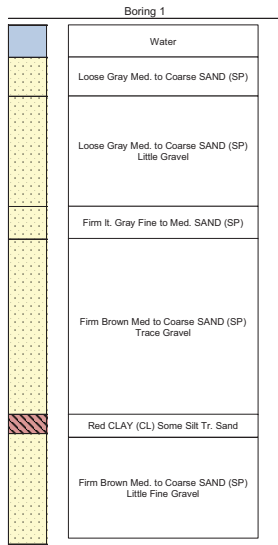 Boring 1
Water
Loose Gray Med. to Coarse SAND (SP)
Loose Gray Med. to Coarse SAND (SP)
Little Gravel
Firm lt. Gray Fine to Med. SAND (SP)
Firm Brown Med to Coarse SAND (SP)
Trace Gravel
Red CLAY (CL) Some Silt Tr. Sand
Firm Brown Med. to Coarse SAND (SP)
Little Fine Gravel